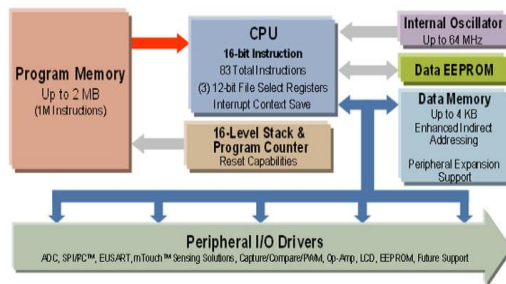 Program Memory
Up to 2 MB
(1M Instructions)
CPU
16-bit Instruction
83 Total Instructions
(3) 12-bit File Select Registers
Interrupt Context Save
Internal Oscillator
Up to 64 MHz
Data EEPROM
Data Memory
Up to 4 KB
Enhanced Indirect
Addressing
Peripheral Expansion
Support
16-Level Stack &
Program Counter
Reset Capabilities
Peripheral I/O Drivers
ADC, SPI/I²C™, EUSART, mTouch™ Sensing Solutions, Capture/Compare/PWM, Op-Amp, LCD, EEPROM, Future Support